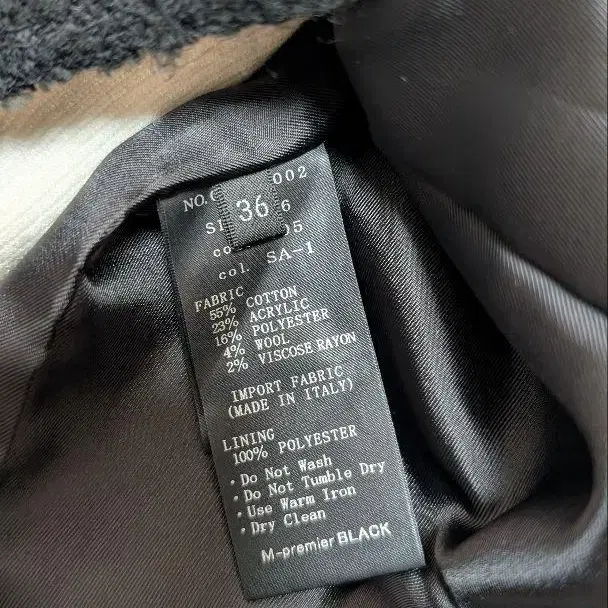 NO. 002
36
6
05
col. SA-1
FABRIC
55% COTTON
23% ACRYLIC
16% POLYESTER
4% WOOL
2% VISCOSE RAYON
IMPORT FABRIC
(MADE IN ITALY)
LINING
100% POLYESTER
・Do Not Wash
・Do Not Tumble Dry
・Use Warm Iron
・Dry Clean
M-premier BLACK